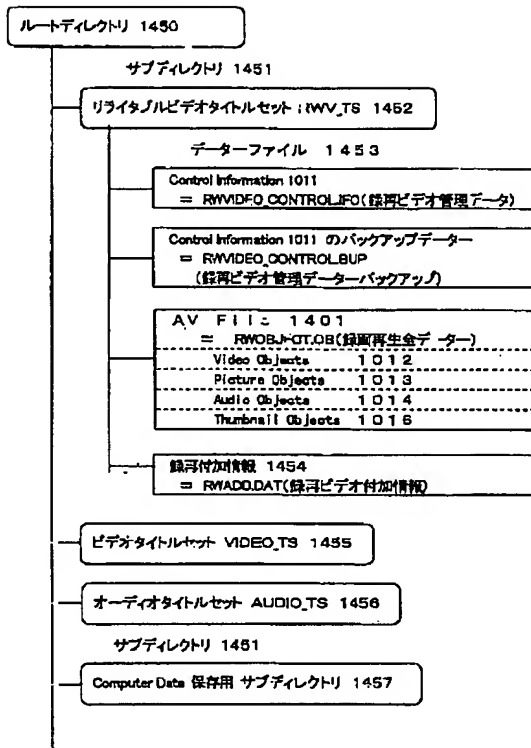 ルートディレクトリ 1450
サブディレクトリ 1451
リライタブルビデオタイトルセット ; RWV_TS 1452
データーファイル 1453
Control Information 1011
= RWVIDEO_CONTROL.IFO(録再ビデオ管理データ)
Control Information 1011 のバックアップデーター
= RWVIDEO_CONTROL.BUP
(録再ビデオ管理データーバックアップ)
AV File 1401
= RWOBJECT.OB(録画再生全データー)
Video Objects 1012
Picture Objects 1013
Audio Objects 1014
Thumbnail Objects 1016
録再付加情報 1454
= RWADD.DAT(録再ビデオ付加情報)
ビデオタイトルセット VIDEO_TS 1455
オーディオタイトルセット AUDIO_TS 1456
サブディレクトリ 1451
Computer Data 保存用 サブディレクトリ 1457